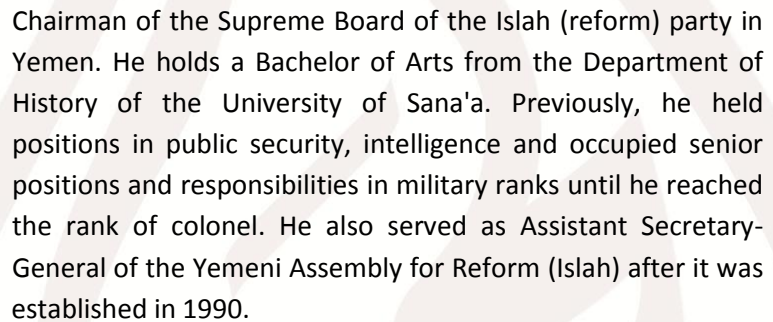 Chairman of the Supreme Board of the Islah (reform) party in
Yemen. He holds a Bachelor of Arts from the Department of
History of the University of Sana'a. Previously, he held
positions in public security, intelligence and occupied senior
positions and responsibilities in military ranks until he reached
the rank of colonel. He also served as Assistant Secretary-
General of the Yemeni Assembly for Reform (Islah) after it was
established in 1990.